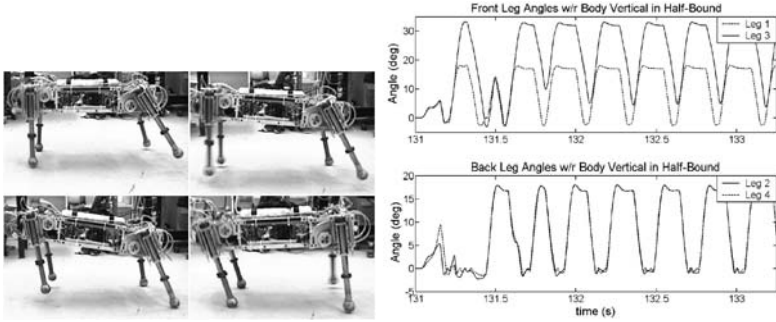 Front Leg Angles w/r Body Vertical in Half-Bound
Leg 1
Leg 3
Angle (deg)
30
20
10
0
131
131.5
132
132.5
133
Back Leg Angles w/r Body Vertical in Half-Bound
Leg 2
Leg 4
Angle (deg)
20
15
10
5
0
-5
131
131.5
132
132.5
133
time (s)